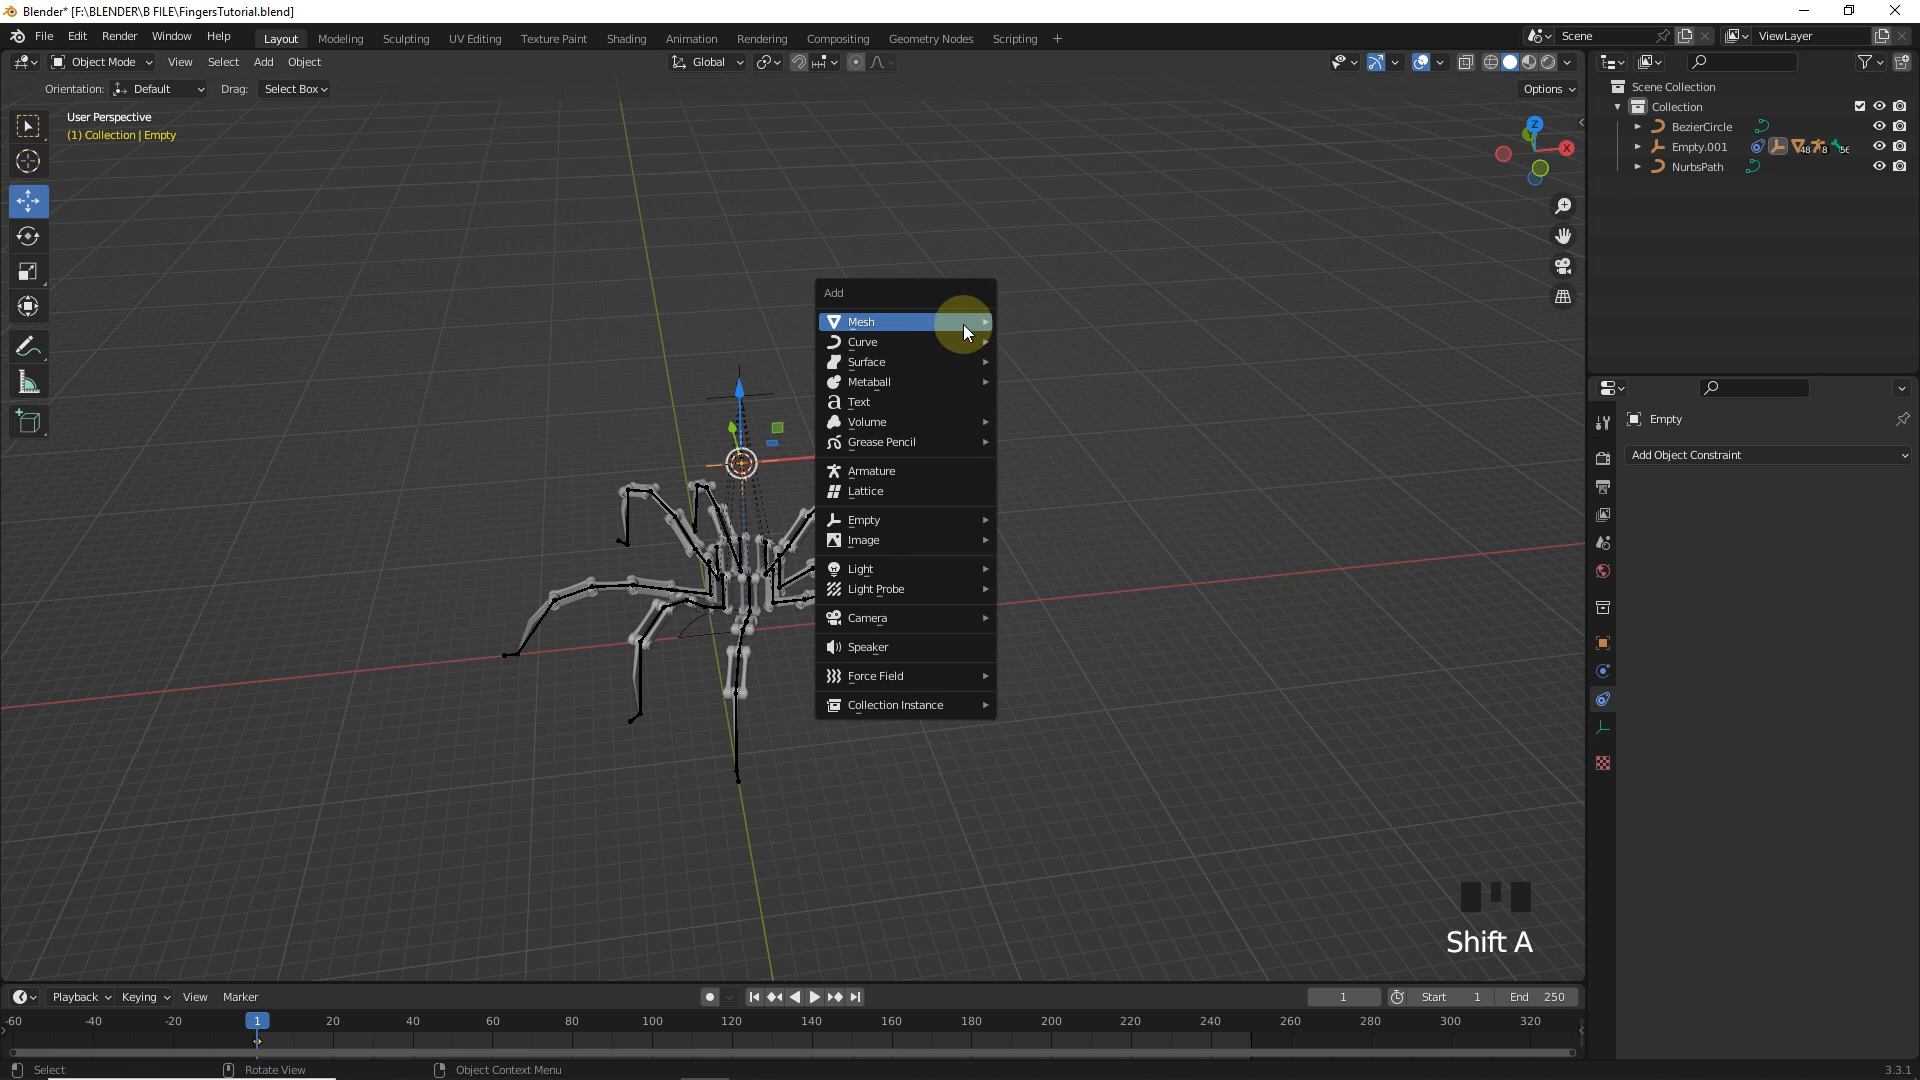 Blender* [F:\BLENDER\B FILE\FingersTutorial.blend]
File Edit Render Window Help Layout Modeling Sculpting UV Editing Texture Paint Shading Animation Rendering Compositing Geometry Nodes Scripting + Scene ViewLayer
Object Mode View Select Add Object Global
Orientation: Default Drag: Select Box Options
User Perspective
(1) Collection | Empty
Scene Collection
Collection
BezierCircle
Empty.001 48 8 56
NurbsPath
Z
Y
X
Add
Mesh
Curve
Surface
Metaball
Text
Volume
Grease Pencil
Armature
Lattice
Empty
Image
Light
Light Probe
Camera
Speaker
Force Field
Collection Instance
Empty
Add Object Constraint
Shift A
Playback Keying View Marker 1 Start 1 End 250
-60 -40 -20 1 20 40 60 80 100 120 140 160 180 200 220 240 260 280 300 320
Select Rotate View Object Context Menu 3.3.1